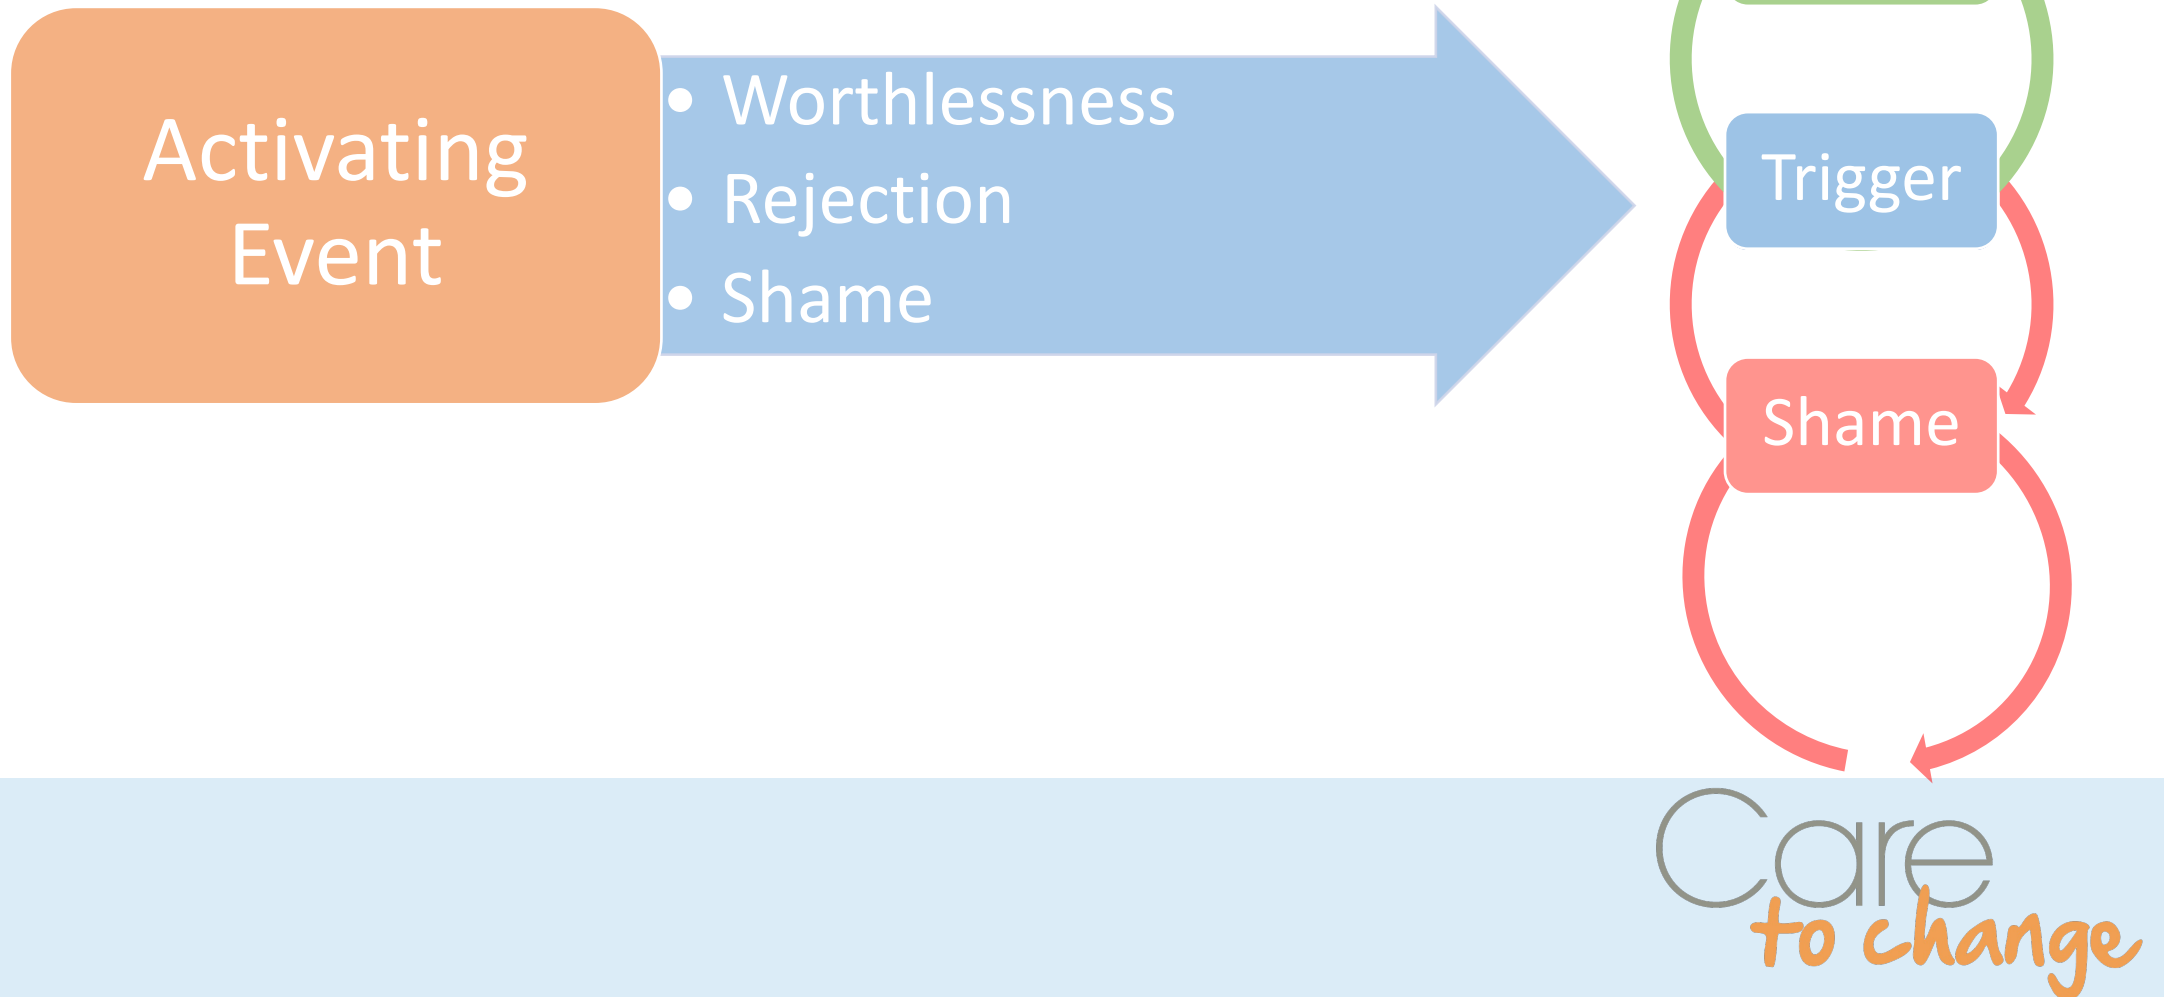 Activating
Event
• Worthlessness
• Rejection
• Shame
Trigger
Shame
Care
to change